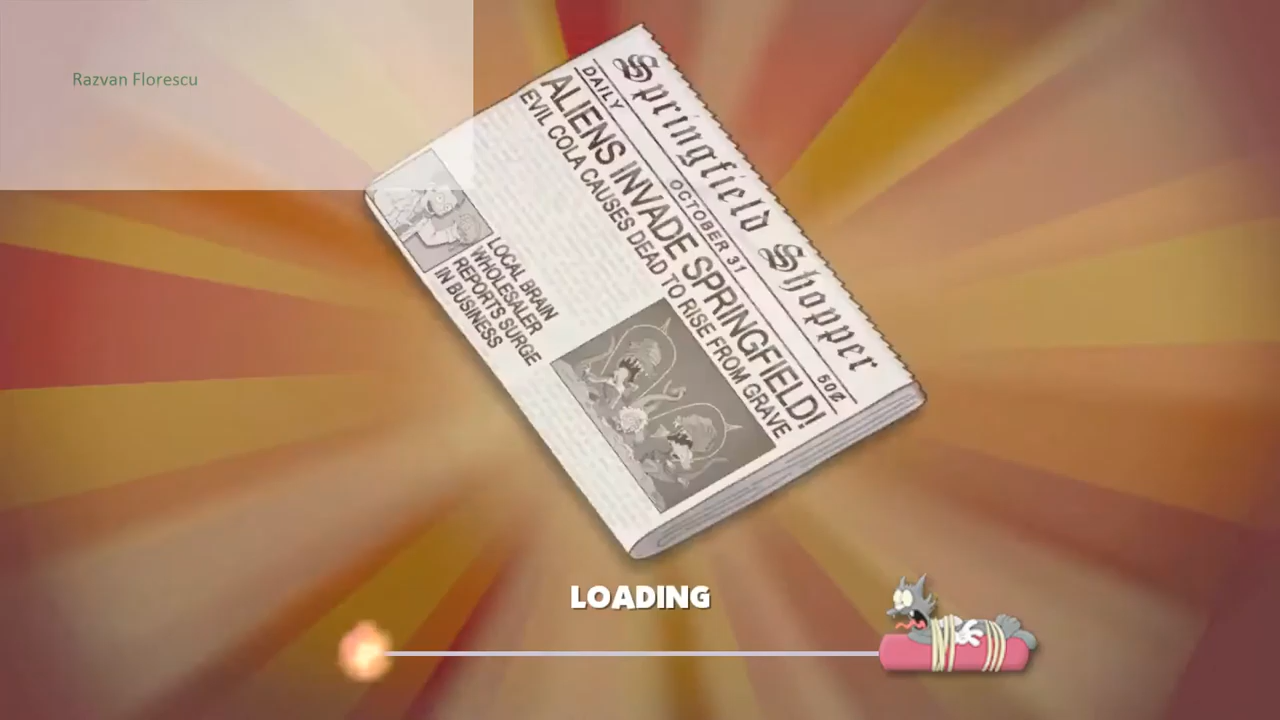 Razvan Florescu
Springfield Shopper
DAILY
OCTOBER 31
50¢
ALIENS INVADE SPRINGFIELD!
EVIL COLA CAUSES DEAD TO RISE FROM GRAVE
LOCAL BRAIN
WHOLESALER
REPORTS SURGE
IN BUSINESS
LOADING